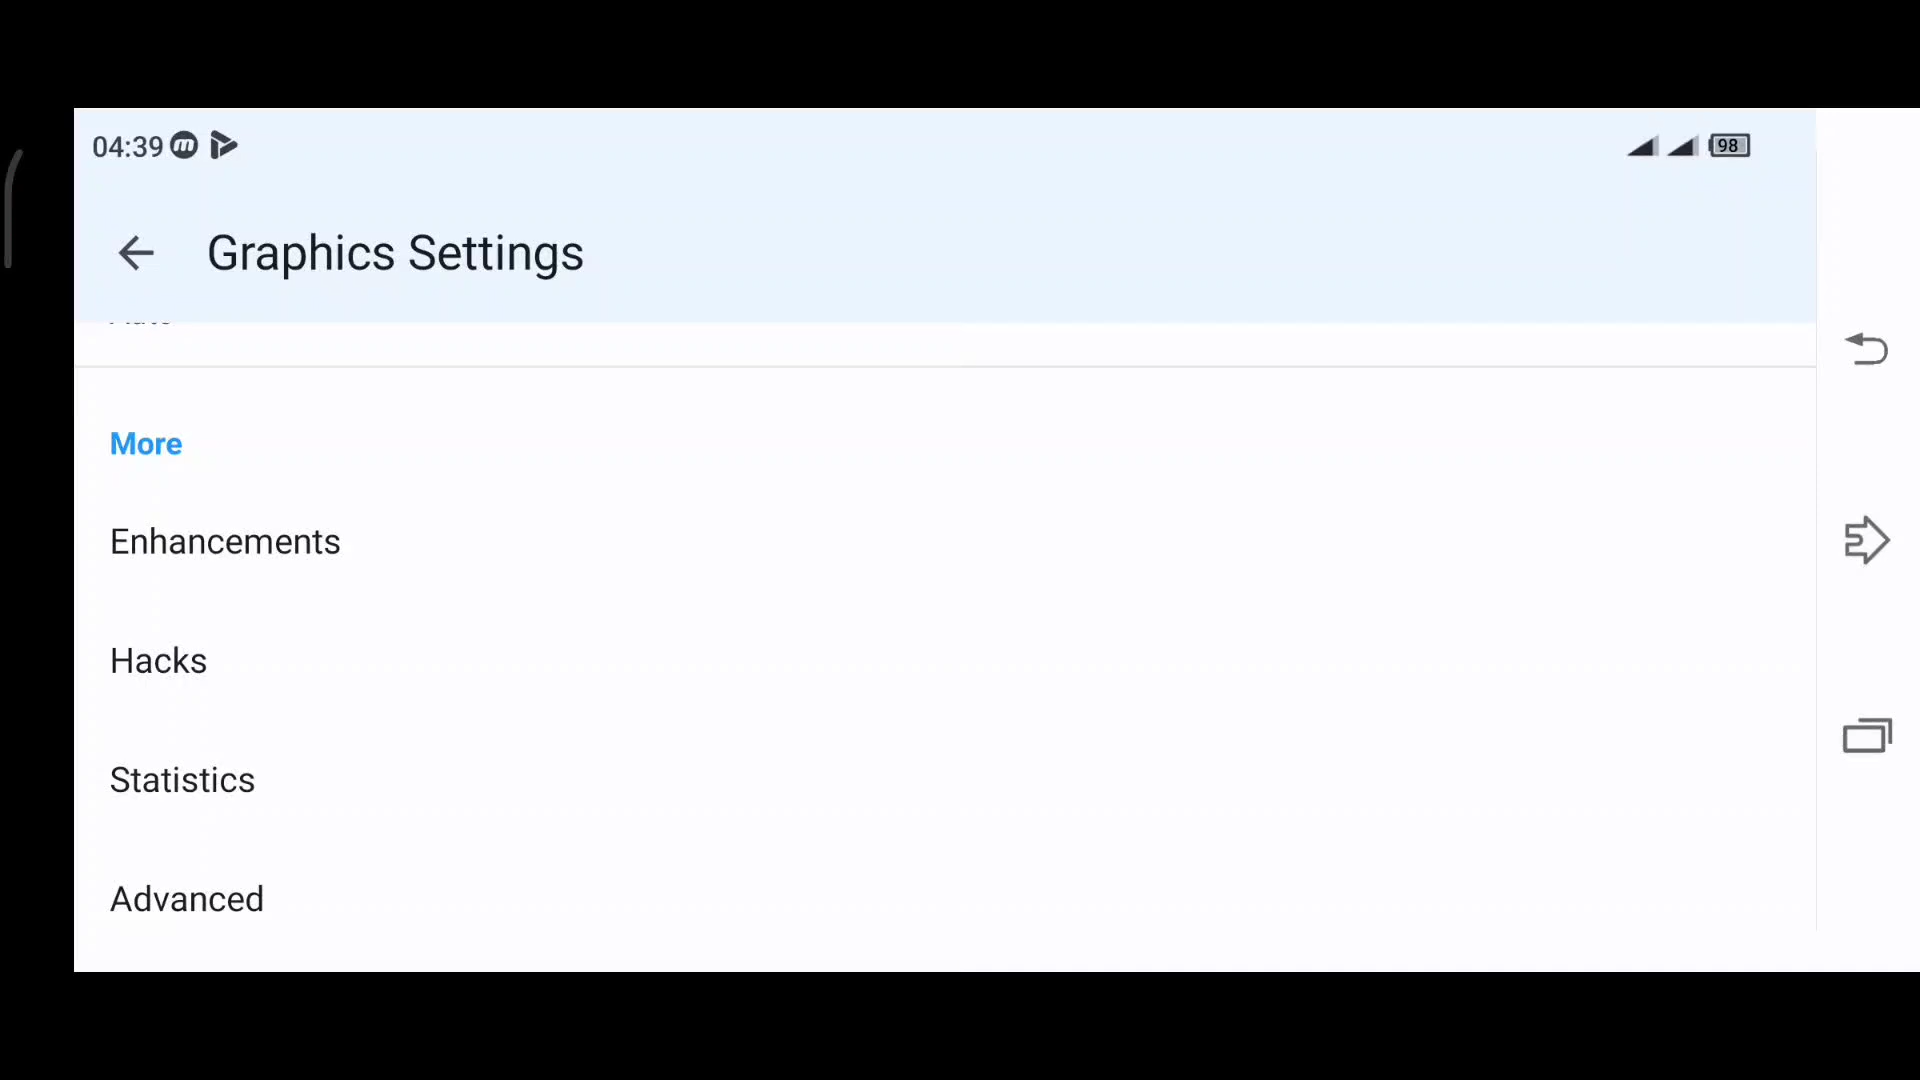 04:39
98
Graphics Settings
More
Enhancements
Hacks
Statistics
Advanced